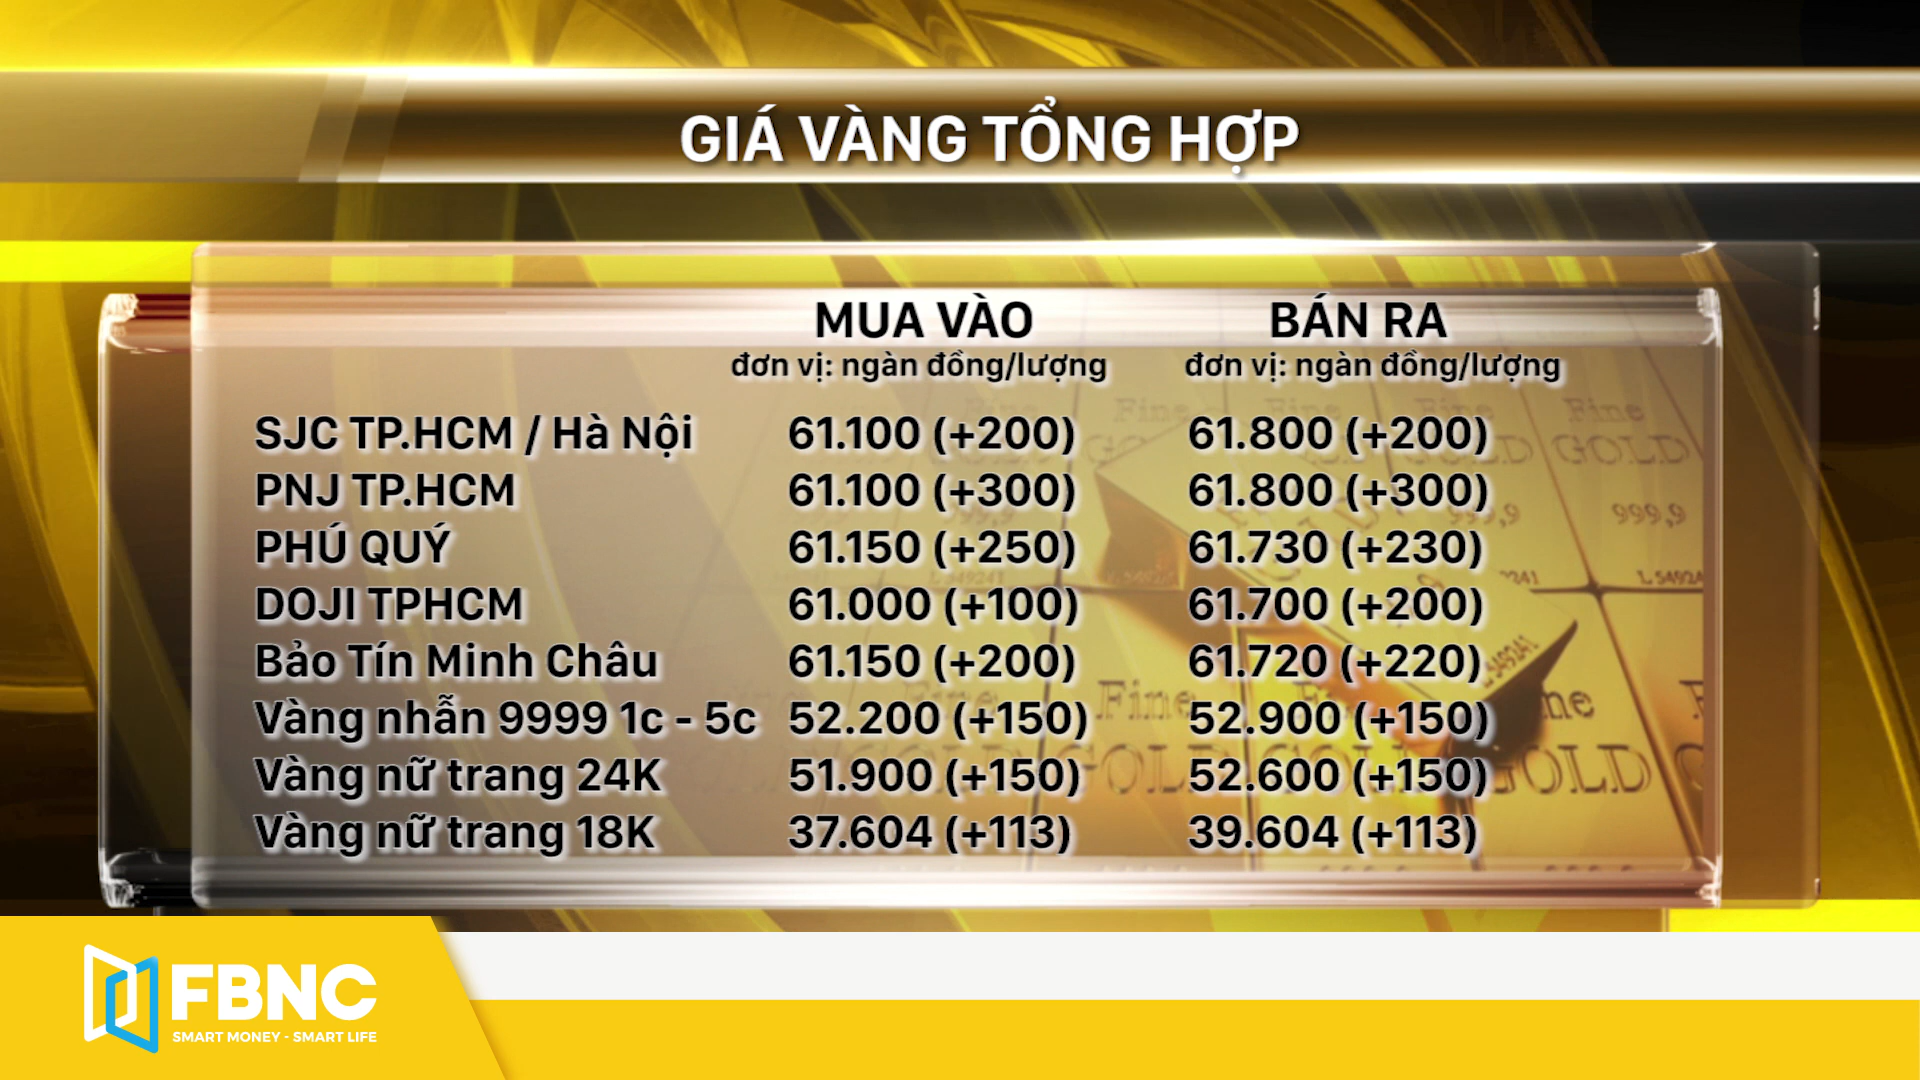 GIÁ VÀNG TỔNG HỢP
MUA VÀO BÁN RA
đơn vị: ngàn đồng/lượng đơn vị: ngàn đồng/lượng
SJC TP.HCM / Hà Nội 61.100 (+200) 61.800 (+200)
PNJ TP.HCM 61.100 (+300) 61.800 (+300)
PHÚ QUÝ 61.150 (+250) 61.730 (+230)
DOJI TPHCM 61.000 (+100) 61.700 (+200)
Bảo Tín Minh Châu 61.150 (+200) 61.720 (+220)
Vàng nhẫn 9999 1c - 5c 52.200 (+150) 52.900 (+150)
Vàng nữ trang 24K 51.900 (+150) 52.600 (+150)
Vàng nữ trang 18K 37.604 (+113) 39.604 (+113)
FBNC
SMART MONEY - SMART LIFE